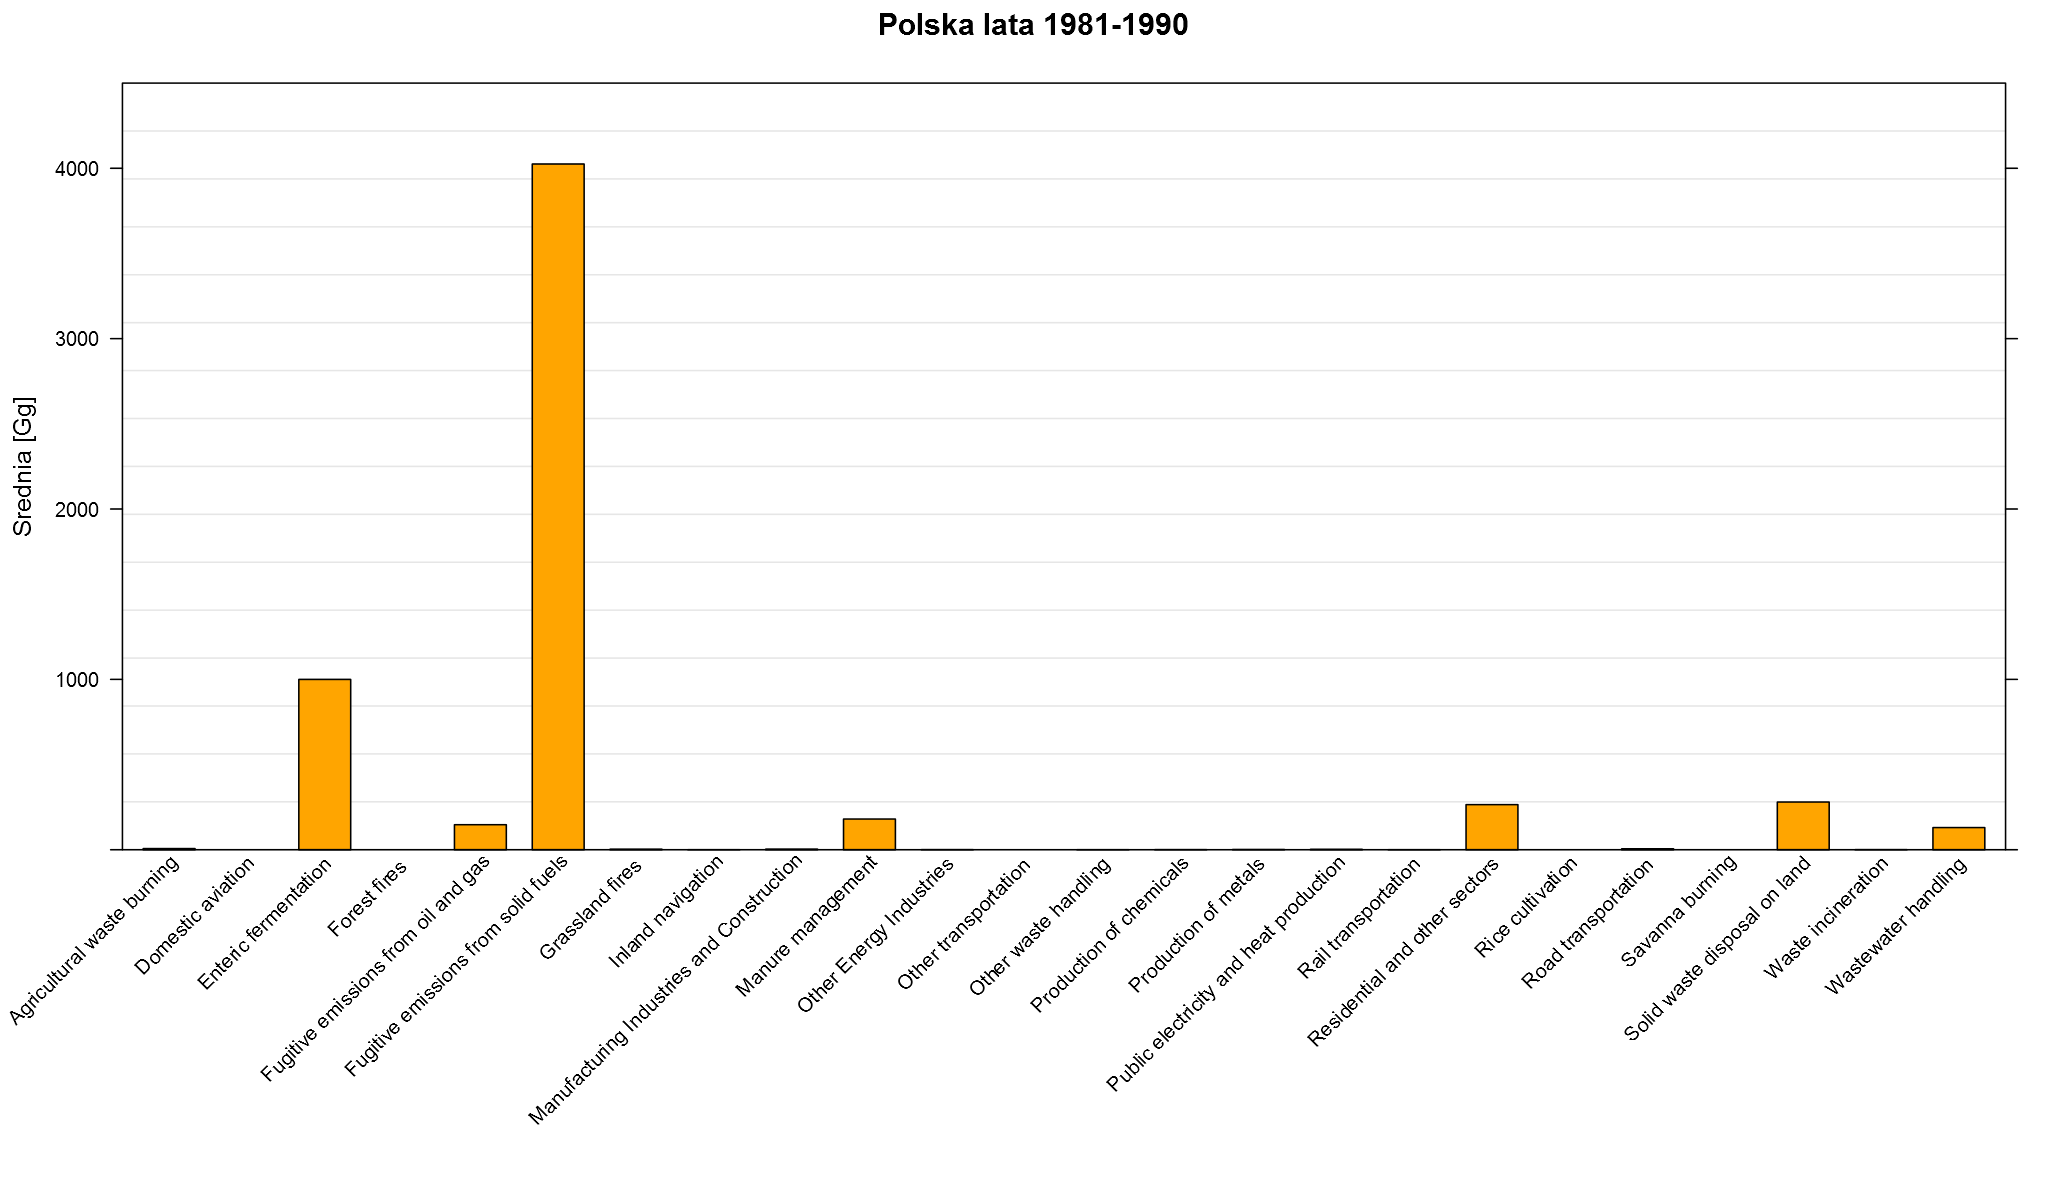 Polska lata 1981-1990
Srednia [Gg]
4000
3000
2000
1000
Agricultural waste burning
Domestic aviation
Enteric fermentation
Forest fires
Fugitive emissions from oil and gas
Fugitive emissions from solid fuels
Grassland fires
Inland navigation
Manufacturing Industries and Construction
Manure management
Other Energy Industries
Other transportation
Other waste handling
Production of chemicals
Production of metals
Public electricity and heat production
Rail transportation
Residential and other sectors
Rice cultivation
Road transportation
Savanna burning
Solid waste disposal on land
Waste incineration
Wastewater handling